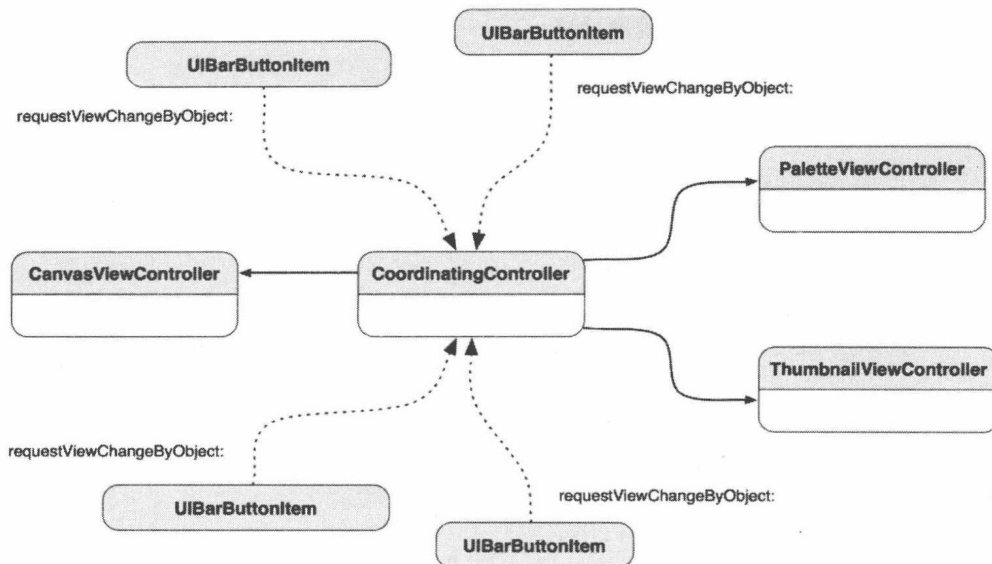 UIBarButtonItem
UIBarButtonItem
requestViewChangeByObject:
requestViewChangeByObject:
PaletteViewController
CanvasViewController
CoordinatingController
ThumbnailViewController
requestViewChangeByObject:
requestViewChangeByObject:
UIBarButtonItem
UIBarButtonItem